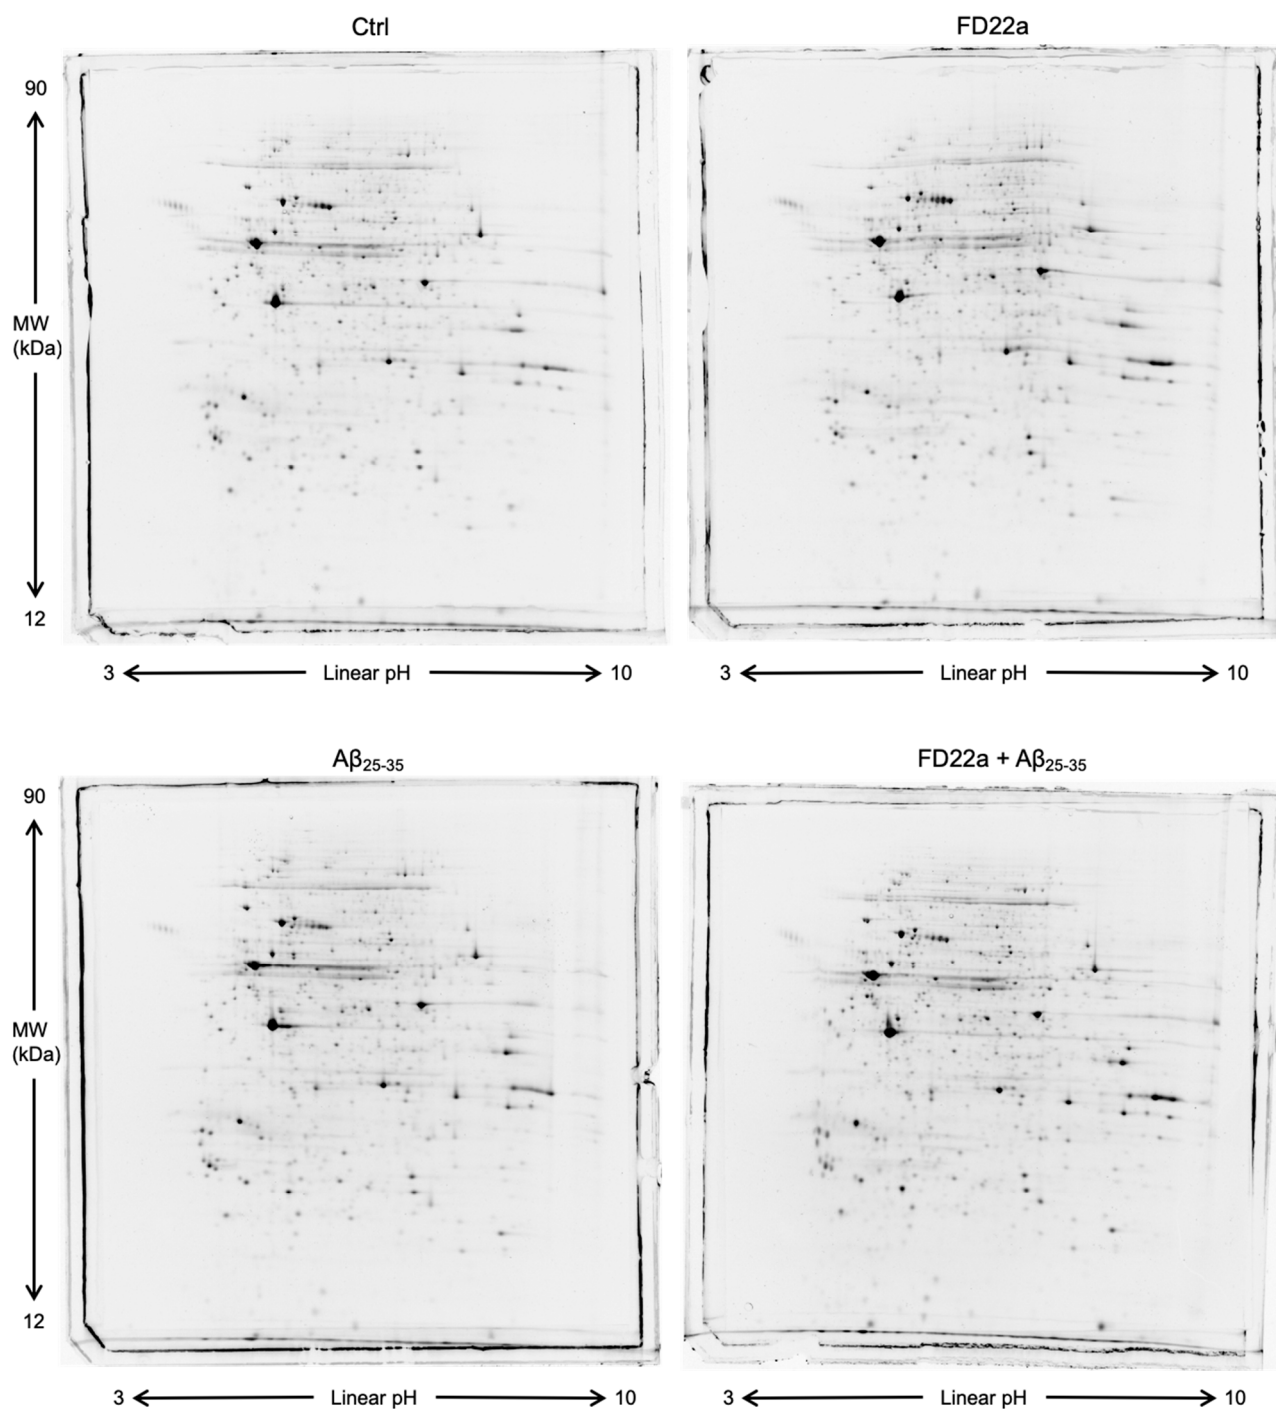 Ctrl
FD22a
90
MW
(kDa)
12
3 Linear pH 10
3 Linear pH 10
Aβ25-35
FD22a + Aβ25-35
90
MW
(kDa)
12
3 Linear pH 10
3 Linear pH 10